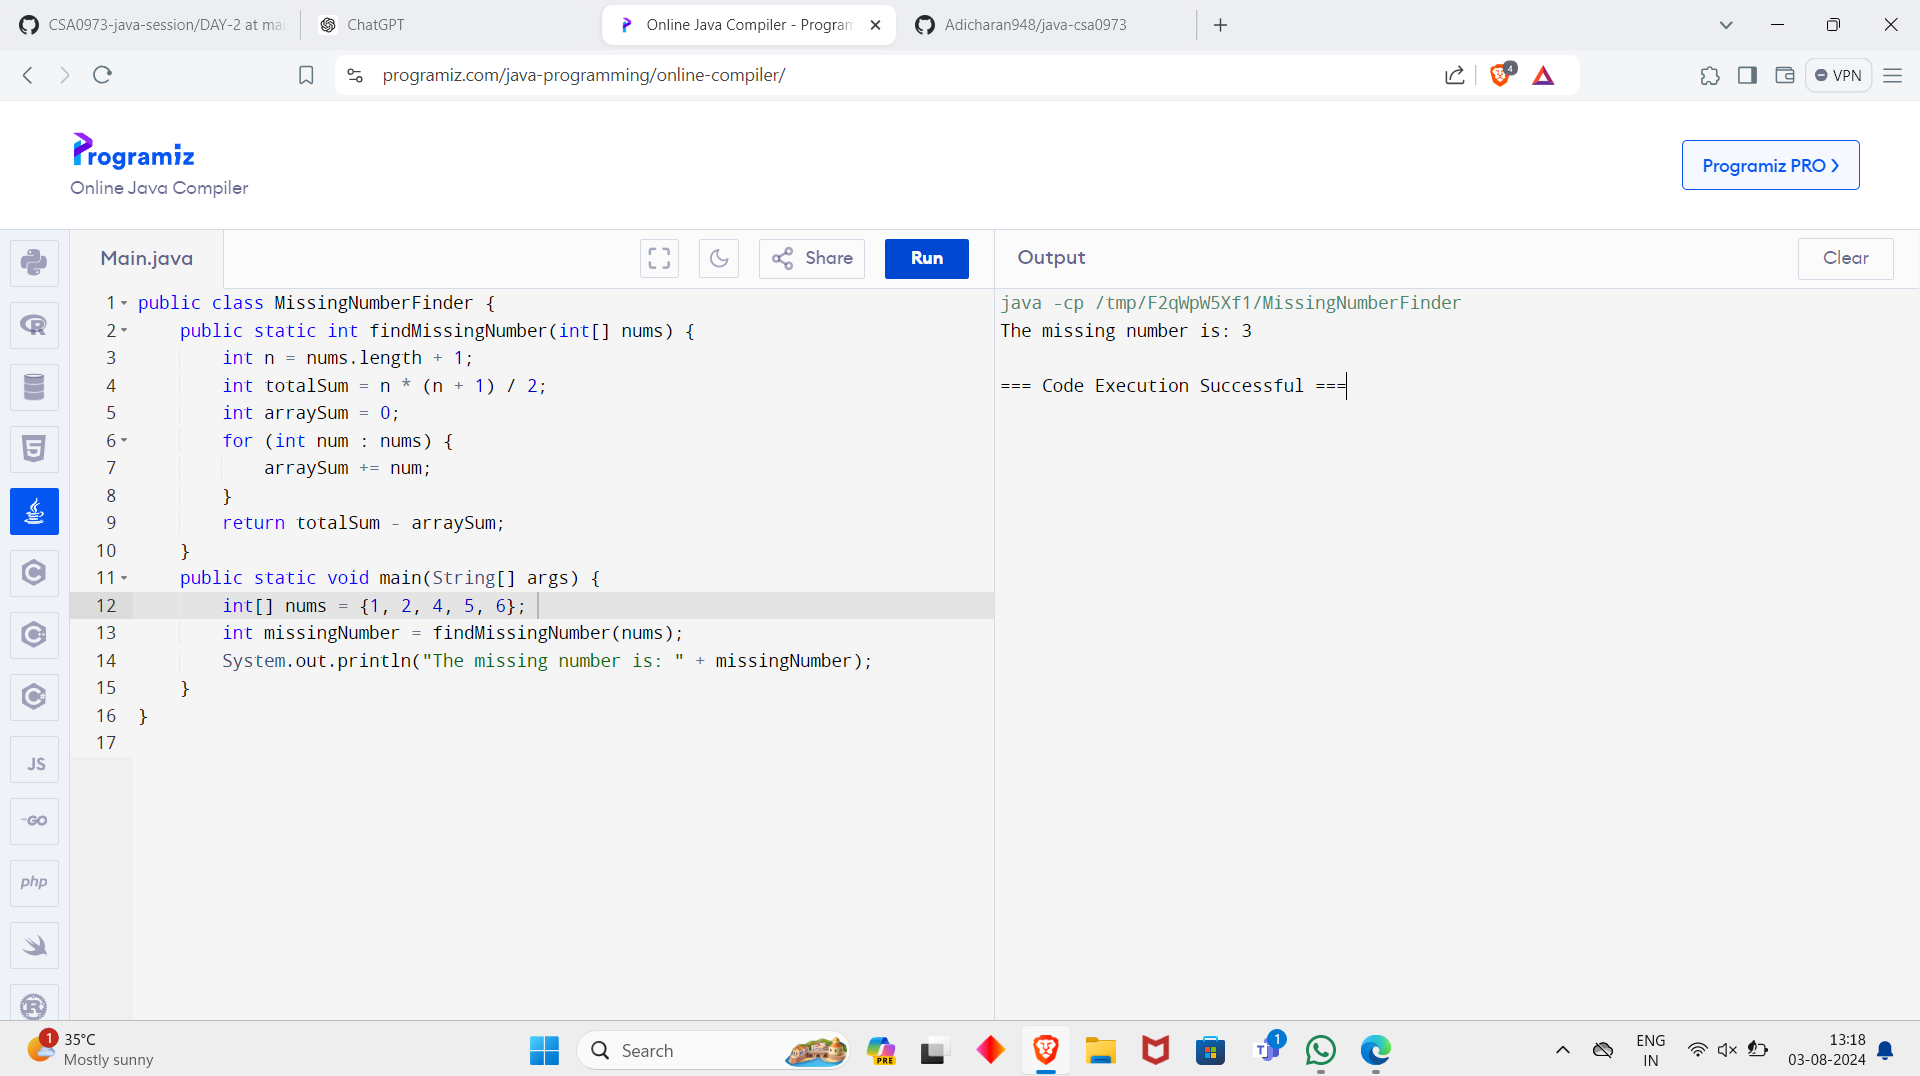 CSA0973-java-session/DAY-2 at mai
ChatGPT
Online Java Compiler - Program
Adicharan948/java-csa0973
programiz.com/java-programming/online-compiler/
4
VPN
Programiz
Online Java Compiler
Programiz PRO
Main.java
Share
Run
Output
Clear
1 public class MissingNumberFinder {
2     public static int findMissingNumber(int[] nums) {
3         int n = nums.length + 1;
4         int totalSum = n * (n + 1) / 2;
5         int arraySum = 0;
6         for (int num : nums) {
7             arraySum += num;
8         }
9         return totalSum - arraySum;
10     }
11     public static void main(String[] args) {
12         int[] nums = {1, 2, 4, 5, 6};
13         int missingNumber = findMissingNumber(nums);
14         System.out.println("The missing number is: " + missingNumber);
15     }
16 }
17
java -cp /tmp/F2qWpW5Xf1/MissingNumberFinder
The missing number is: 3
=== Code Execution Successful ===
R
5
C
C
C
JS
GO
php
R
1
35°C
Mostly sunny
Search
PRE
T
1
ENG
IN
13:18
03-08-2024